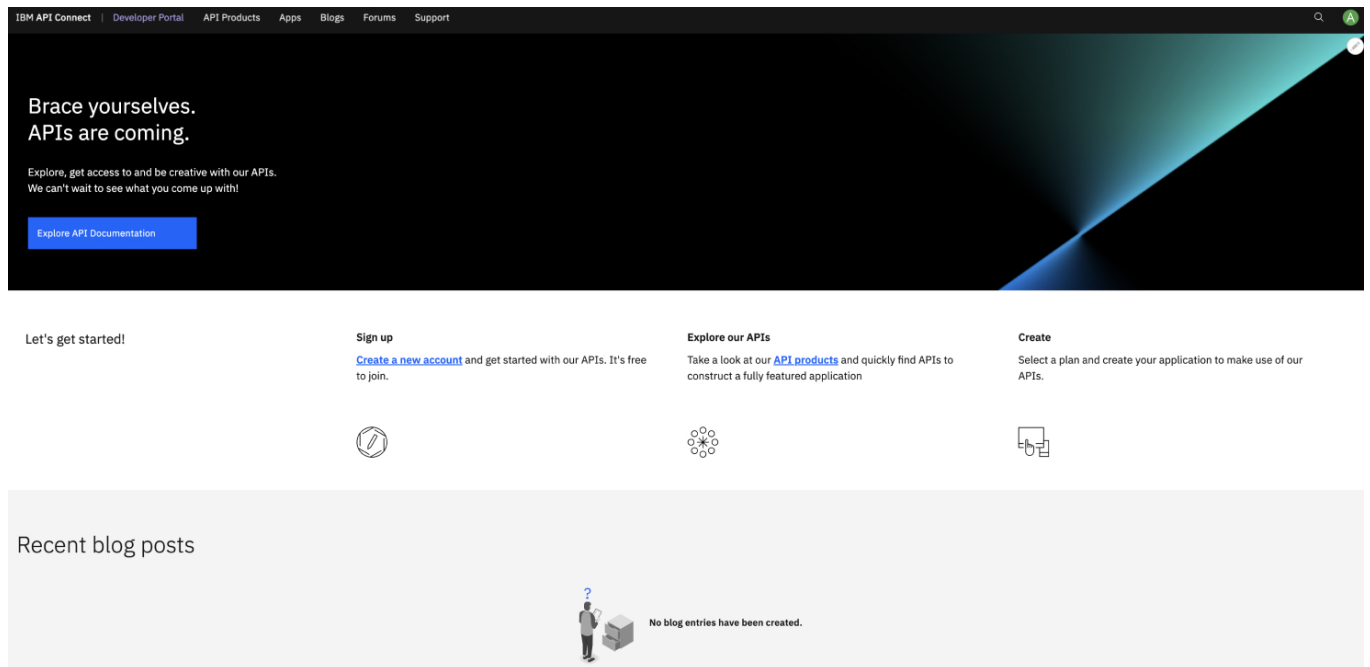 IBM API Connect | Developer Portal API Products Apps Blogs Forums Support
A
Brace yourselves.
APIs are coming.
Explore, get access to and be creative with our APIs.
We can't wait to see what you come up with!
Explore API Documentation
Let's get started!
Sign up
Create a new account and get started with our APIs. It's free
to join.
Explore our APIs
Take a look at our API products and quickly find APIs to
construct a fully featured application
Create
Select a plan and create your application to make use of our
APIs.
Recent blog posts
?
No blog entries have been created.